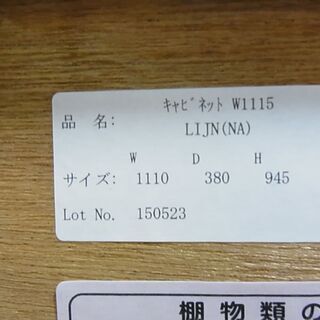 ｷｬﾋﾞﾈｯﾄ W1115
品 名: LIJN(NA)
W D H
サイズ: 1110 380 945
Lot No. 150523
棚物類の